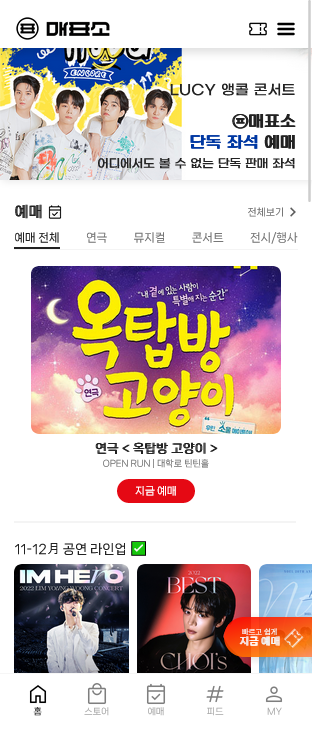 매표소
LUCY 앵콜 콘서트
매표소
단독 좌석 예매
어디에서도 볼 수 없는 단독 판매 좌석
예매
전체보기
예매 전체 연극 뮤지컬 콘서트 전시/행사
"내 곁에 있는 사람이
특별해 지는 순간"
옥탑방
연극
고양이
연극 < 옥탑방 고양이 >
OPEN RUN | 대학로 틴틴홀
지금 예매
11-12月 공연 라인업 ✅
IM HERO
2022 LIM YOUNG WOONG CONCERT
2022
BEST
CHOI's
빠르고 쉽게
지금 예매
홈 스토어 예매 피드 MY